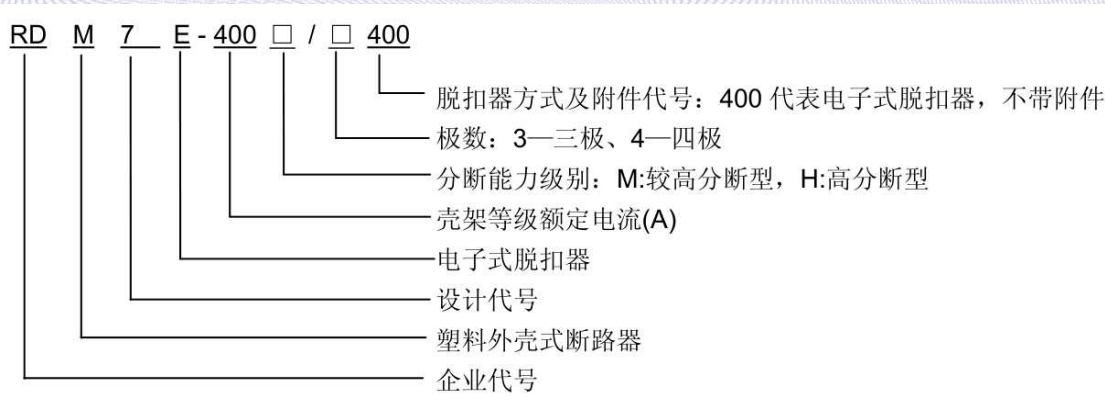 RD M 7 E - 400 □ / □ 400
脱扣器方式及附件代号：400 代表电子式脱扣器，不带附件
极数：3—三极、4—四极
分断能力级别：M:较高分断型，H:高分断型
壳架等级额定电流(A)
电子式脱扣器
设计代号
塑料外壳式断路器
企业代号